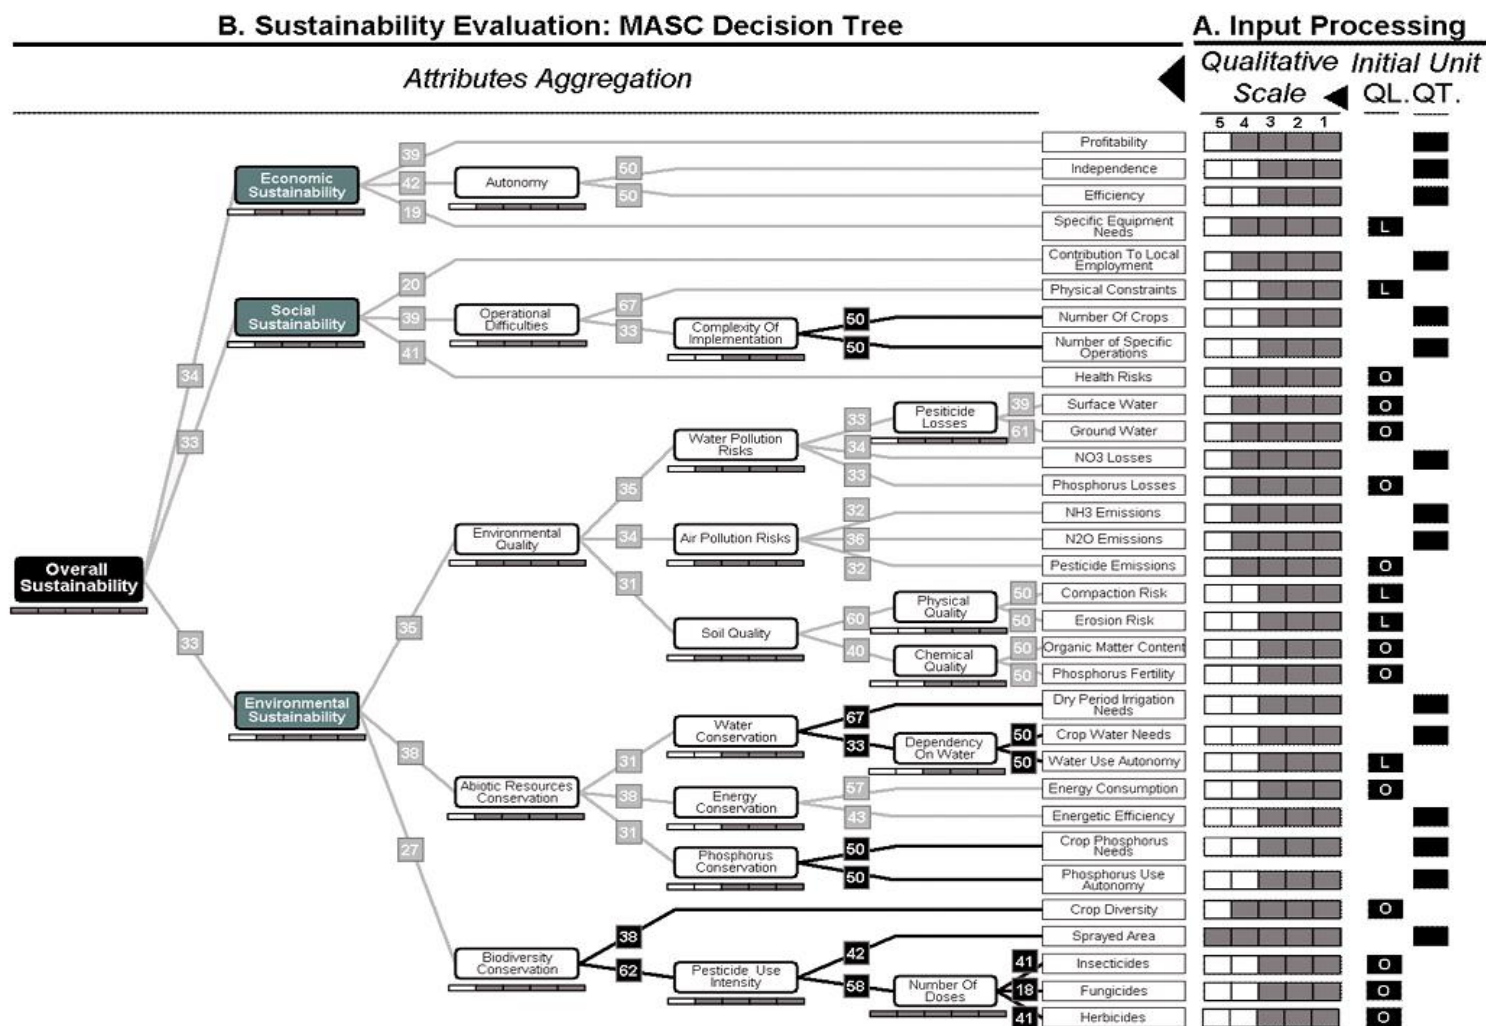 B. Sustainability Evaluation: MASC Decision Tree
A. Input Processing
Attributes Aggregation
Qualitative
Scale
Initial Unit
QL. QT.
5 4 3 2 1
Overall
Sustainability
34
33
33
Economic
Sustainability
39
42
19
Autonomy
50
50
Profitability
Independence
Efficiency
Specific Equipment
Needs
L
Social
Sustainability
20
39
41
Operational
Difficulties
67
33
Complexity Of
Implementation
50
50
Contribution To Local
Employment
Physical Constraints
L
Number Of Crops
Number of Specific
Operations
Health Risks
O
Environmental
Sustainability
35
38
27
Environmental
Quality
35
34
31
Water Pollution
Risks
33
34
33
Pesiticide
Losses
39
61
Surface Water
O
Ground Water
O
NO3 Losses
Phosphorus Losses
O
Air Pollution Risks
32
36
32
NH3 Emissions
N2O Emissions
Pesticide Emissions
O
Soil Quality
60
40
Physical
Quality
50
50
Compaction Risk
L
Erosion Risk
L
Chemical
Quality
50
50
Organic Matter Content
O
Phosphorus Fertility
O
Abiotic Resources
Conservation
31
38
31
Water
Conservation
67
33
Dry Period Irrigation
Needs
Dependency
On Water
50
50
Crop Water Needs
Water Use Autonomy
L
Energy
Conservation
57
43
Energy Consumption
O
Energetic Efficiency
Phosphorus
Conservation
50
50
Crop Phosphorus
Needs
Phosphorus Use
Autonomy
Biodiversity
Conservation
38
62
Crop Diversity
O
Pesticide Use
Intensity
42
58
Sprayed Area
Number Of
Doses
41
18
41
Insecticides
O
Fungicides
O
Herbicides
O